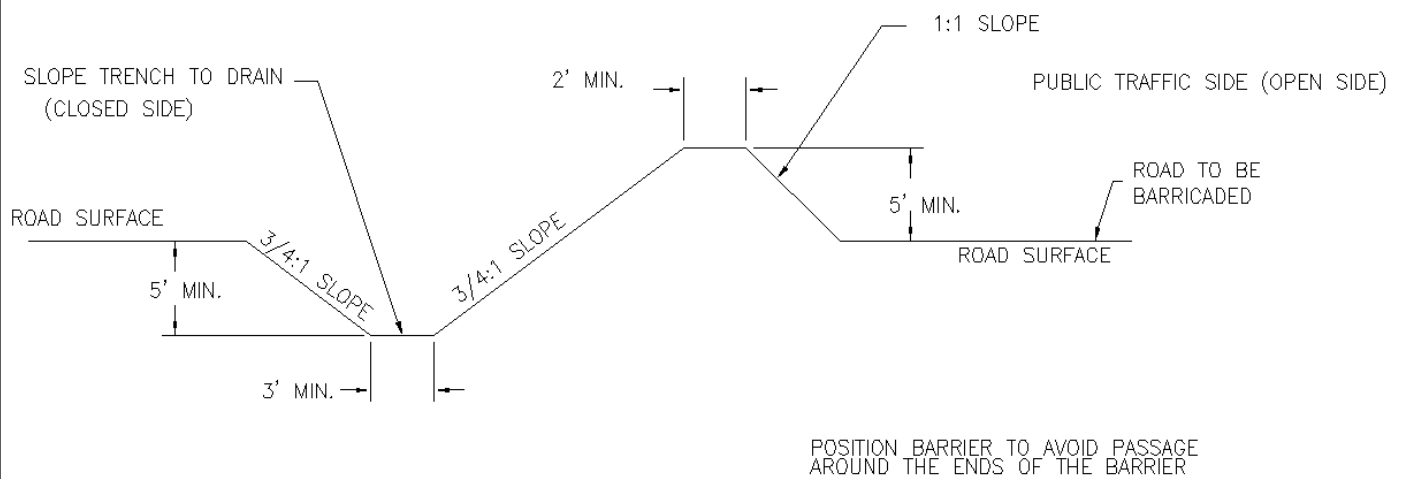 1:1 SLOPE
SLOPE TRENCH TO DRAIN
(CLOSED SIDE)
2' MIN.
PUBLIC TRAFFIC SIDE (OPEN SIDE)
ROAD TO BE
BARRICADED
5' MIN.
ROAD SURFACE
3/4:1 SLOPE
3/4:1 SLOPE
ROAD SURFACE
5' MIN.
3' MIN.
POSITION BARRIER TO AVOID PASSAGE
AROUND THE ENDS OF THE BARRIER